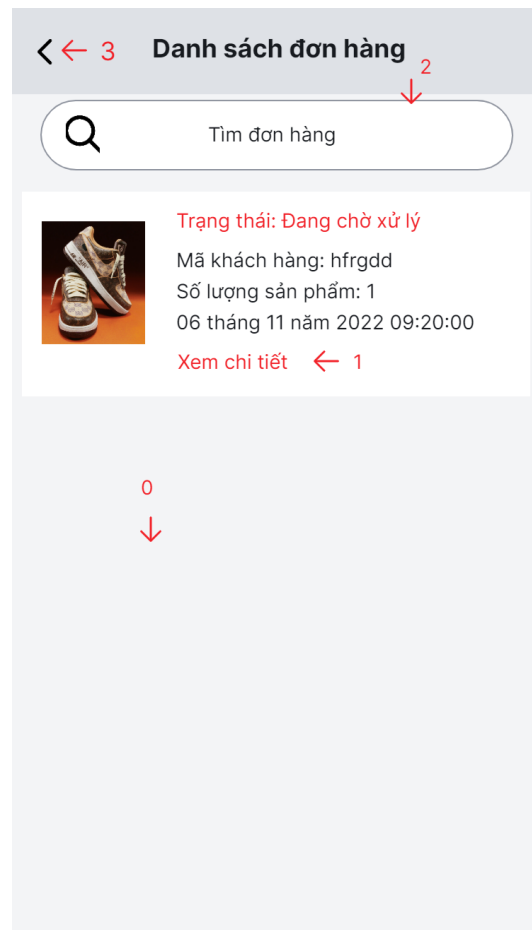 3 Danh sách đơn hàng
2
Tìm đơn hàng
Trạng thái: Đang chờ xử lý
Mã khách hàng: hfrgdd
Số lượng sản phẩm: 1
06 tháng 11 năm 2022 09:20:00
Xem chi tiết 1
0